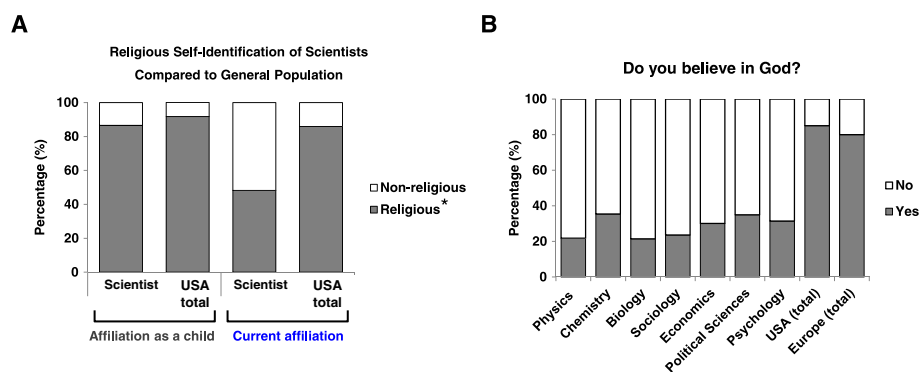 A
Religious Self-Identification of Scientists
Compared to General Population
Percentage (%)
100
80
60
40
20
0
Non-religious
Religious*
Scientist
USA
total
Scientist
USA
total
Affiliation as a child
Current affiliation
B
Do you believe in God?
Percentage (%)
100
80
60
40
20
0
No
Yes
Physics
Chemistry
Biology
Sociology
Economics
Political Sciences
Psychology
USA (total)
Europe (total)